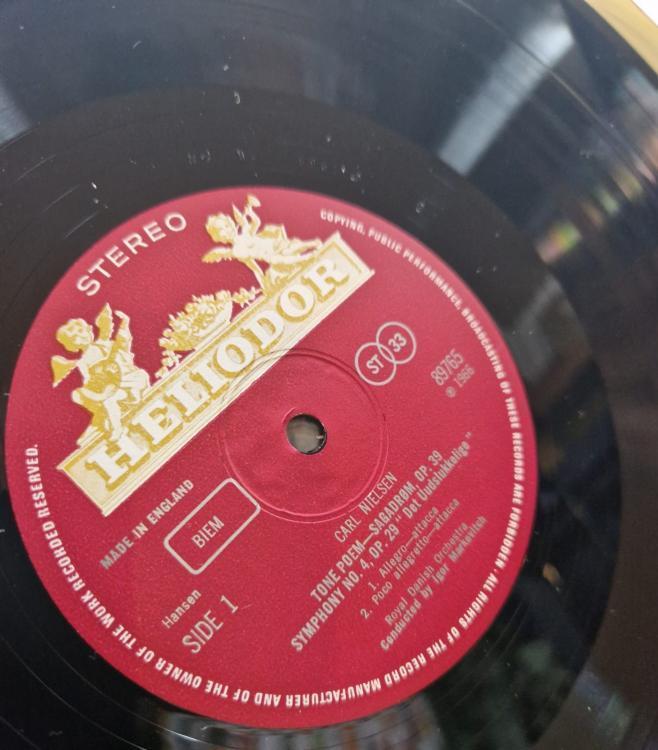 STEREO
HELIODOR
ST 33
89765
℗ 1966
MADE IN ENGLAND
BIEM
Hansen
SIDE 1
CARL NIELSEN
TONE POEM—SAGADRØM, OP. 39
SYMPHONY NO. 4, OP. 29 "Det Uudslukkelige"
1. Allegro—attacca
2. Poco allegretto—attacca
Royal Danish Orchestra
Conducted by Igor Markevitch
COPYING, PUBLIC PERFORMANCE, BROADCASTING OF THESE RECORDS ARE FORBIDDEN. ALL RIGHTS OF THE RECORD MANUFACTURER AND OF THE OWNER OF THE WORK RECORDED RESERVED.